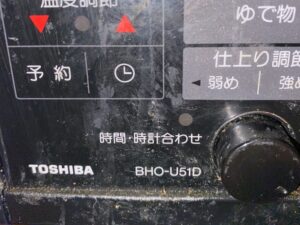 温度調節
ゆで物
仕上り調節
予約
弱め
強め
時間・時計合わせ
TOSHIBA
BHO-U51D